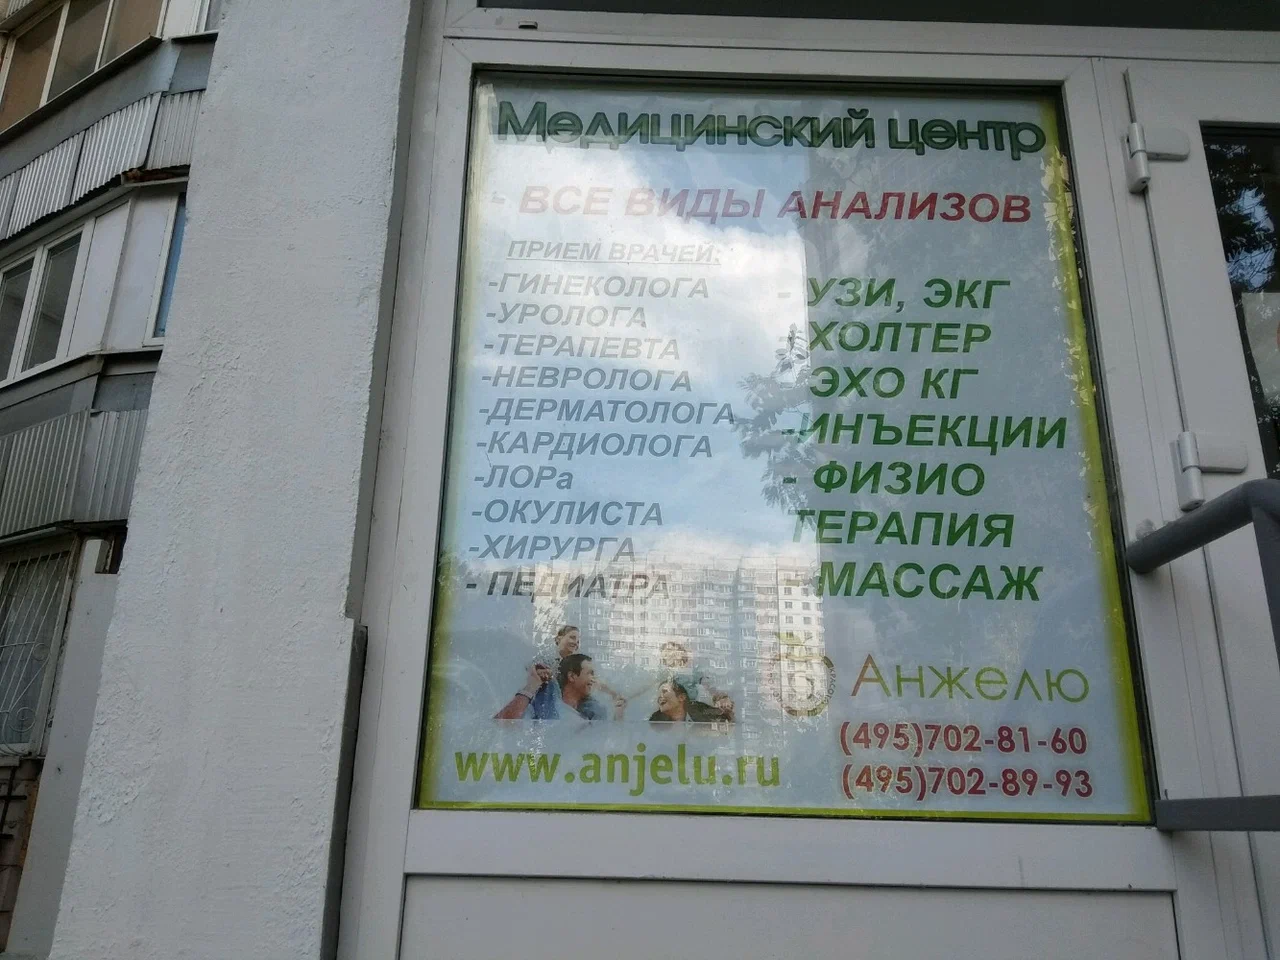 Медицинский центр
- ВСЕ ВИДЫ АНАЛИЗОВ
ПРИЕМ ВРАЧЕЙ:
-ГИНЕКОЛОГА
-УРОЛОГА
-ТЕРАПЕВТА
-НЕВРОЛОГА
-ДЕРМАТОЛОГА
-КАРДИОЛОГА
-ЛОРа
-ОКУЛИСТА
-ХИРУРГА
- ПЕДИАТРА
- УЗИ, ЭКГ
- ХОЛТЕР
- ЭХО КГ
-ИНЪЕКЦИИ
- ФИЗИО
ТЕРАПИЯ
- МАССАЖ
Анжелю
(495)702-81-60
(495)702-89-93
www.anjelu.ru